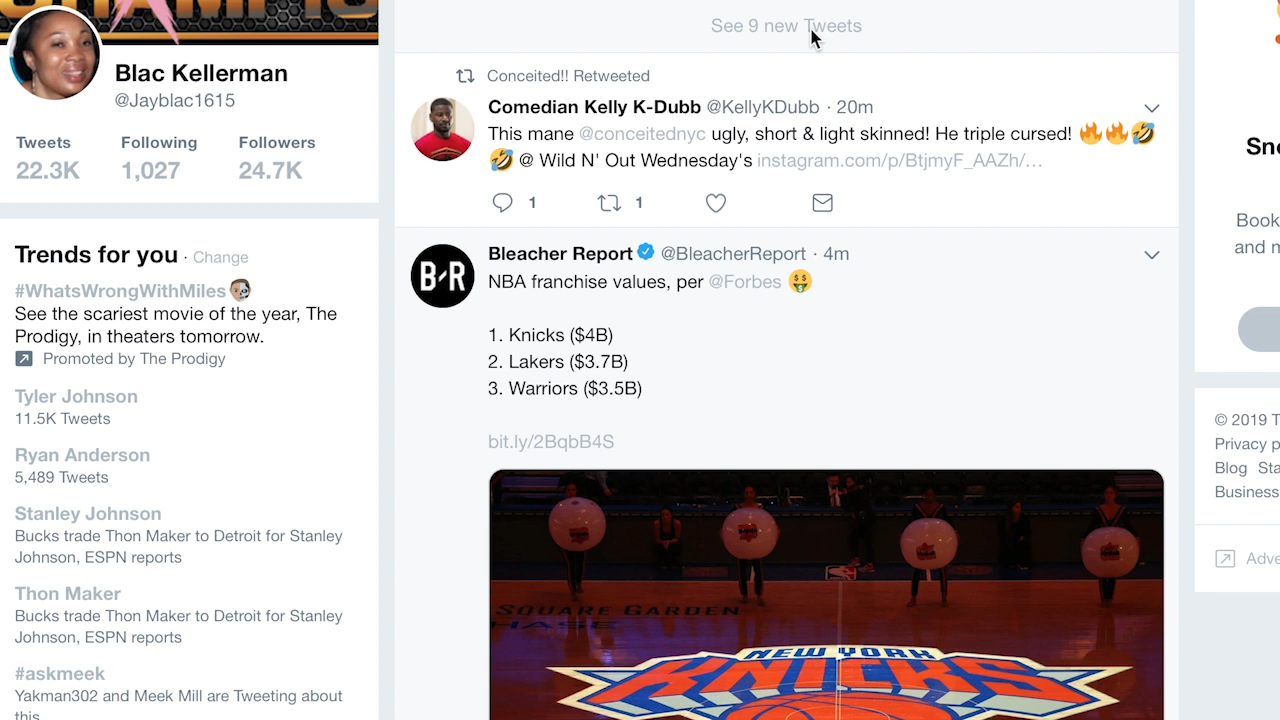 Blac Kellerman
@Jayblac1615
Tweets Following Followers
22.3K 1,027 24.7K
Trends for you · Change
#WhatsWrongWithMiles
See the scariest movie of the year, The
Prodigy, in theaters tomorrow.
Promoted by The Prodigy
Tyler Johnson
11.5K Tweets
Ryan Anderson
5,489 Tweets
Stanley Johnson
Bucks trade Thon Maker to Detroit for Stanley
Johnson, ESPN reports
Thon Maker
Bucks trade Thon Maker to Detroit for Stanley
Johnson, ESPN reports
#askmeek
Yakman302 and Meek Mill are Tweeting about
this
See 9 new Tweets
Conceited!! Retweeted
Comedian Kelly K-Dubb @KellyKDubb · 20m
This mane @conceitednyc ugly, short & light skinned! He triple cursed! 🔥🔥🤣
🤣 @ Wild N' Out Wednesday's instagram.com/p/BtjmyF_AAZh/…
1 1
Bleacher Report @BleacherReport · 4m
B·R
NBA franchise values, per @Forbes 🤑
1. Knicks ($4B)
2. Lakers ($3.7B)
3. Warriors ($3.5B)
bit.ly/2BqbB4S
SQUARE GARDEN
CHASE
NEW YORK
KNICKS
Sno
Book
and m
© 2019 T
Privacy p
Blog Sta
Business
Adve